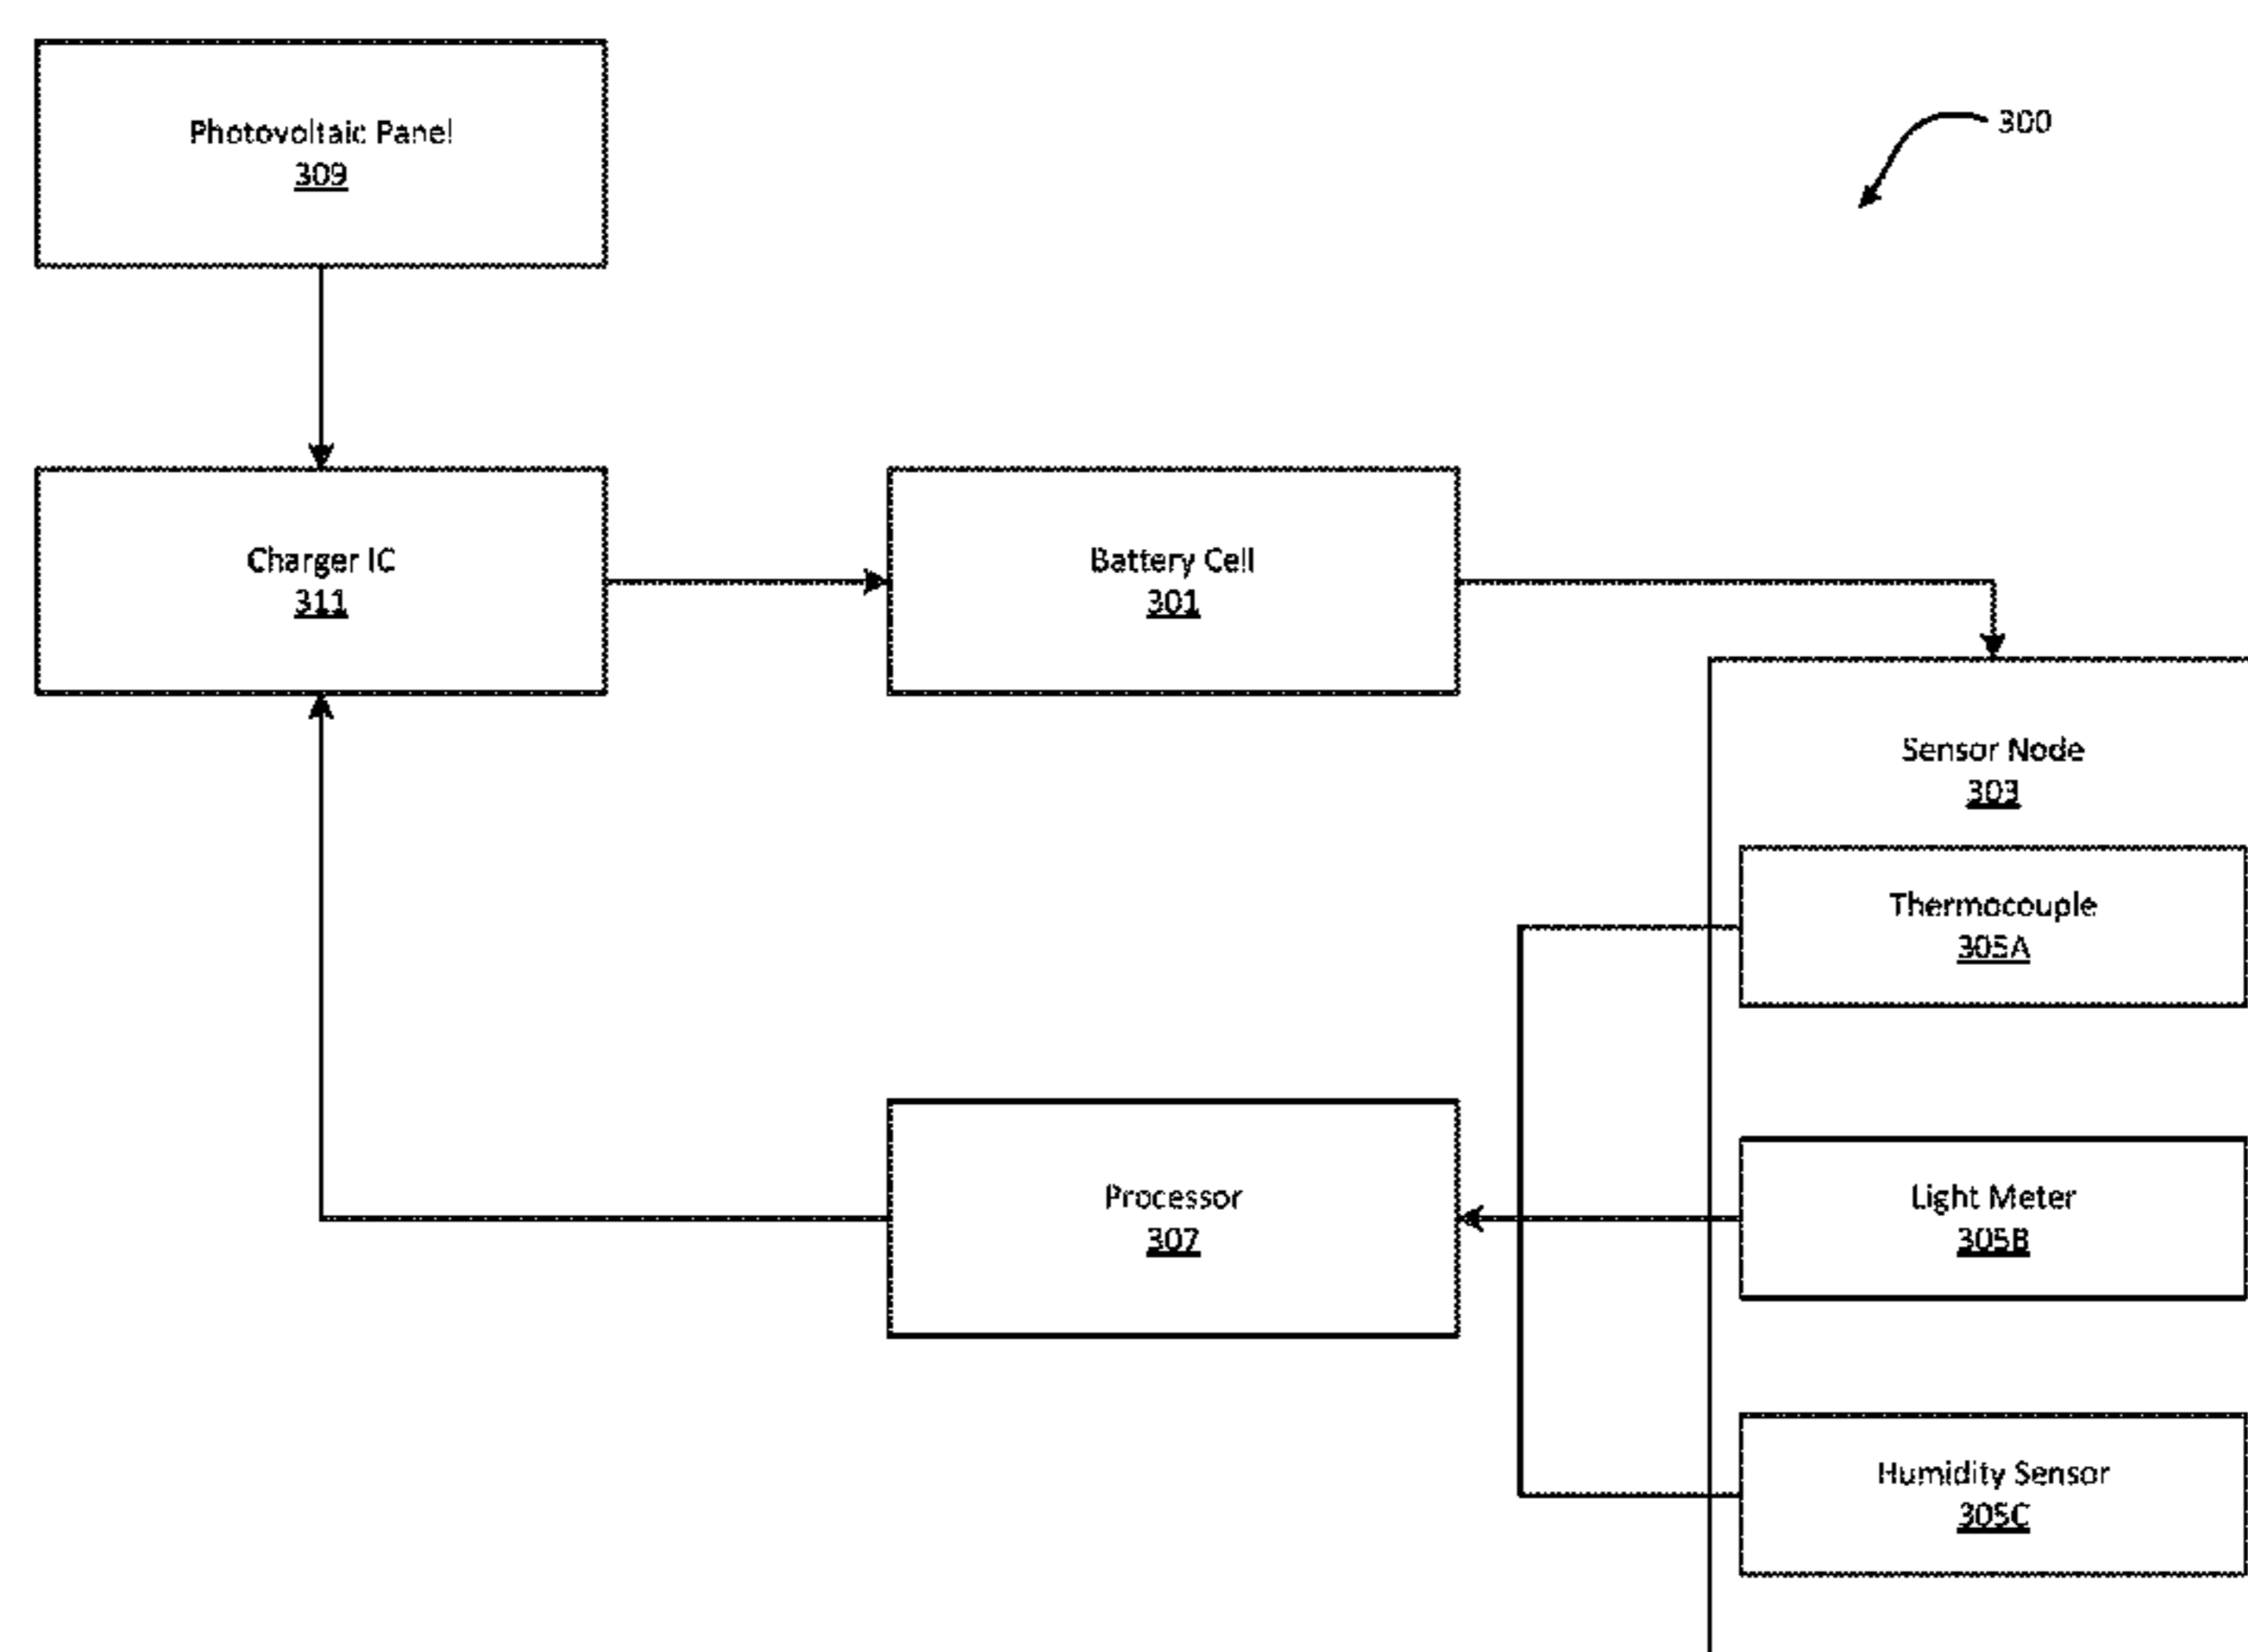 Photovoltaic Panel
309
300
Charger IC
311
Battery Cell
301
Sensor Node
303
Thermocouple
305A
Processor
307
Light Meter
305B
Humidity Sensor
305C